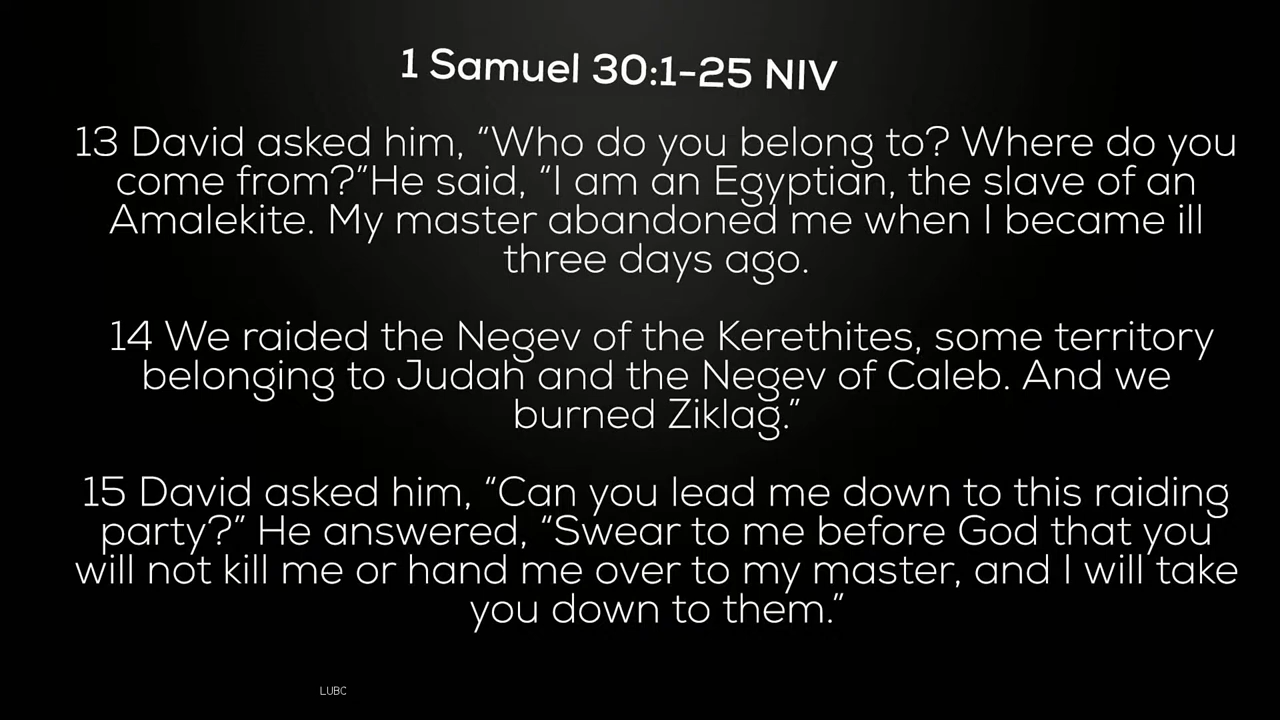 1 Samuel 30:1-25 NIV
13 David asked him, “Who do you belong to? Where do you
come from?”He said, “I am an Egyptian, the slave of an
Amalekite. My master abandoned me when I became ill
three days ago.
14 We raided the Negev of the Kerethites, some territory
belonging to Judah and the Negev of Caleb. And we
burned Ziklag.”
15 David asked him, “Can you lead me down to this raiding
party?” He answered, “Swear to me before God that you
will not kill me or hand me over to my master, and I will take
you down to them.”
LUBC